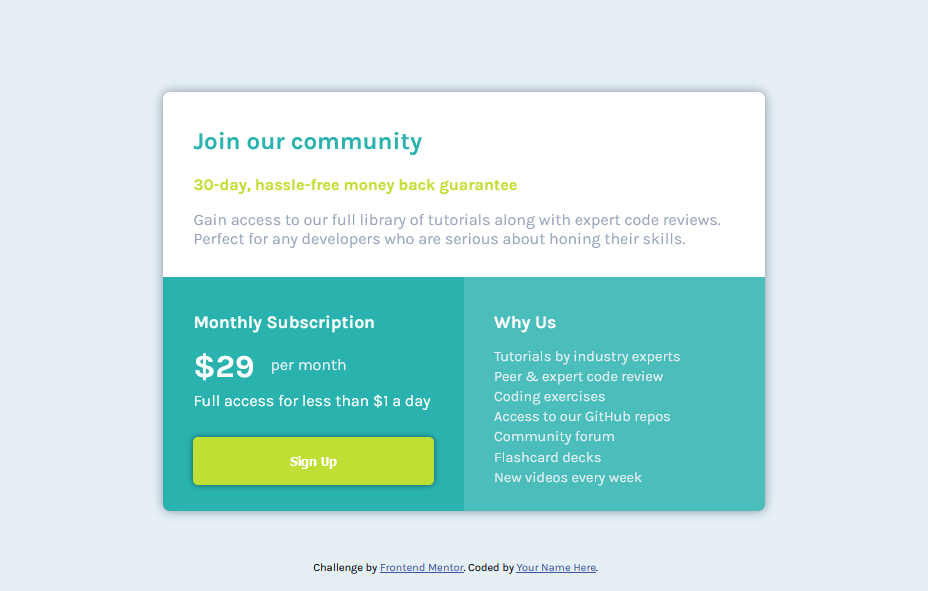 Join our community
30-day, hassle-free money back guarantee
Gain access to our full library of tutorials along with expert code reviews.
Perfect for any developers who are serious about honing their skills.
Monthly Subscription
$29 per month
Full access for less than $1 a day
Sign Up
Why Us
Tutorials by industry experts
Peer & expert code review
Coding exercises
Access to our GitHub repos
Community forum
Flashcard decks
New videos every week
Challenge by Frontend Mentor. Coded by Your Name Here.